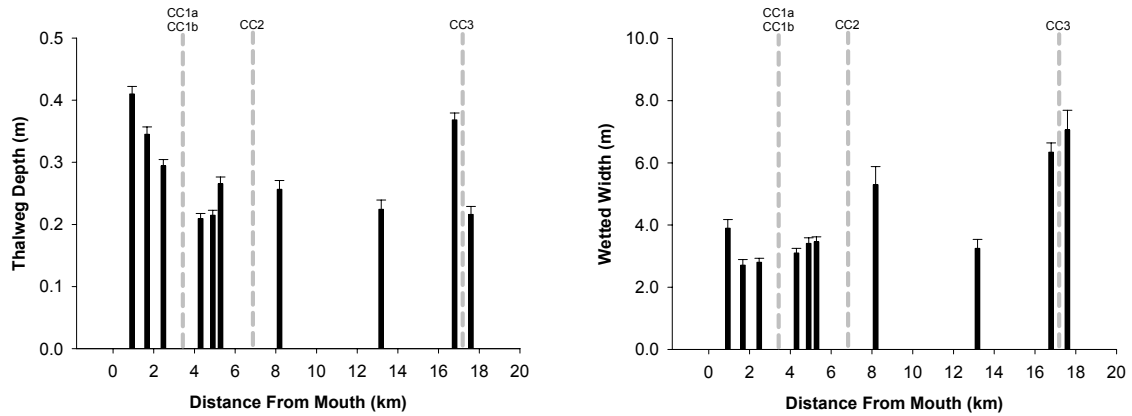 CC1a
CC1b
CC2
CC3
Thalweg Depth (m)
0.5
0.4
0.3
0.2
0.1
0.0
0 2 4 6 8 10 12 14 16 18 20
Distance From Mouth (km)
CC1a
CC1b
CC2
CC3
Wetted Width (m)
10.0
8.0
6.0
4.0
2.0
0.0
0 2 4 6 8 10 12 14 16 18 20
Distance From Mouth (km)